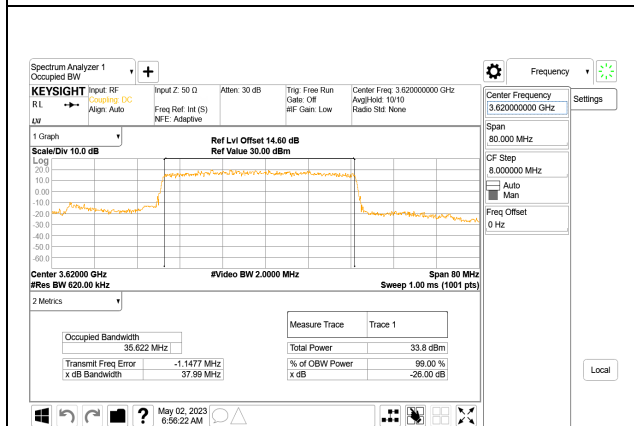 Spectrum Analyzer 1
Occupied BW
Frequency
KEYSIGHT
RL
Input: RF
Coupling: DC
Align: Auto
Input Z: 50 Ω
Freq Ref: Int (S)
NFE: Adaptive
Atten: 30 dB
Trig: Free Run
Gate: Off
#IF Gain: Low
Center Freq: 3.620000000 GHz
Avg|Hold: 10/10
Radio Std: None
LXI
Center Frequency
3.620000000 GHz
Settings
Span
80.000 MHz
CF Step
8.000000 MHz
Auto
Man
Freq Offset
0 Hz
Local
1 Graph
Scale/Div 10.0 dB
Ref Lvl Offset 14.60 dB
Ref Value 30.00 dBm
Log
20.0
10.0
0.00
-10.0
-20.0
-30.0
-40.0
-50.0
-60.0
Center 3.62000 GHz
#Video BW 2.0000 MHz
Span 80 MHz
#Res BW 620.00 kHz
Sweep 1.00 ms (1001 pts)
2 Metrics
Measure Trace Trace 1
Occupied Bandwidth
35.622 MHz
Total Power 33.8 dBm
Transmit Freq Error -1.1477 MHz
% of OBW Power 99.00 %
x dB Bandwidth 37.99 MHz
x dB -26.00 dB
May 02, 2023
6:56:22 AM